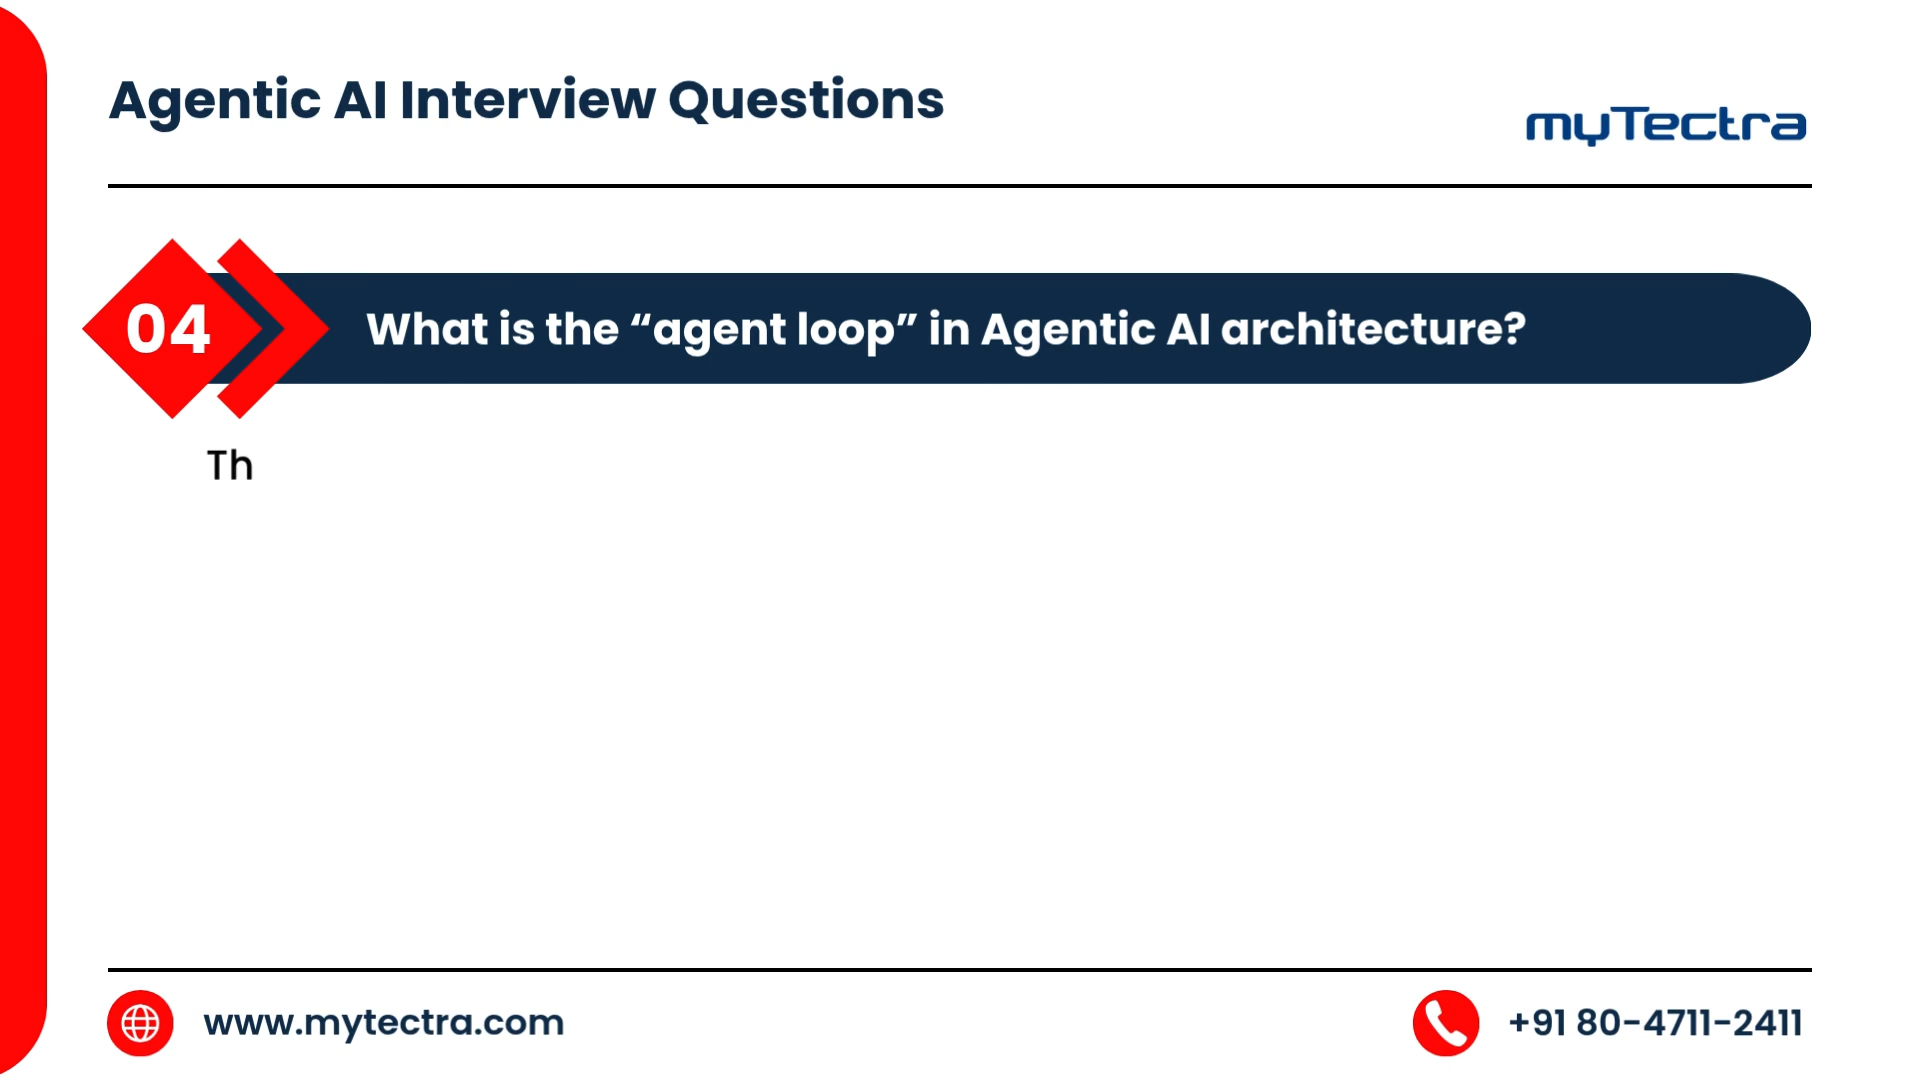 Agentic AI Interview Questions
myTectra
04
What is the “agent loop” in Agentic AI architecture?
Th
www.mytectra.com
+91 80-4711-2411